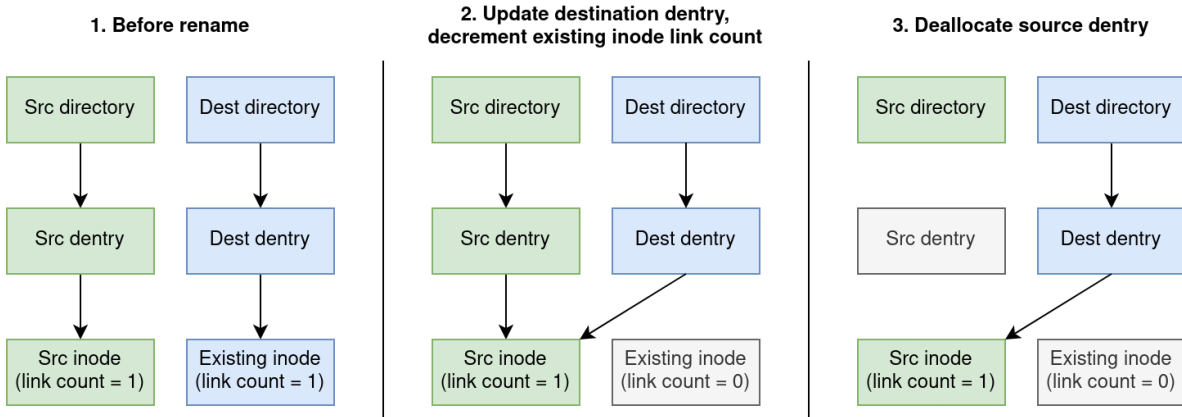 1. Before rename
Src directory
Dest directory
Src dentry
Dest dentry
Src inode
(link count = 1)
Existing inode
(link count = 1)
2. Update destination dentry,
decrement existing inode link count
Src directory
Dest directory
Src dentry
Dest dentry
Src inode
(link count = 1)
Existing inode
(link count = 0)
3. Deallocate source dentry
Src directory
Dest directory
Src dentry
Dest dentry
Src inode
(link count = 1)
Existing inode
(link count = 0)